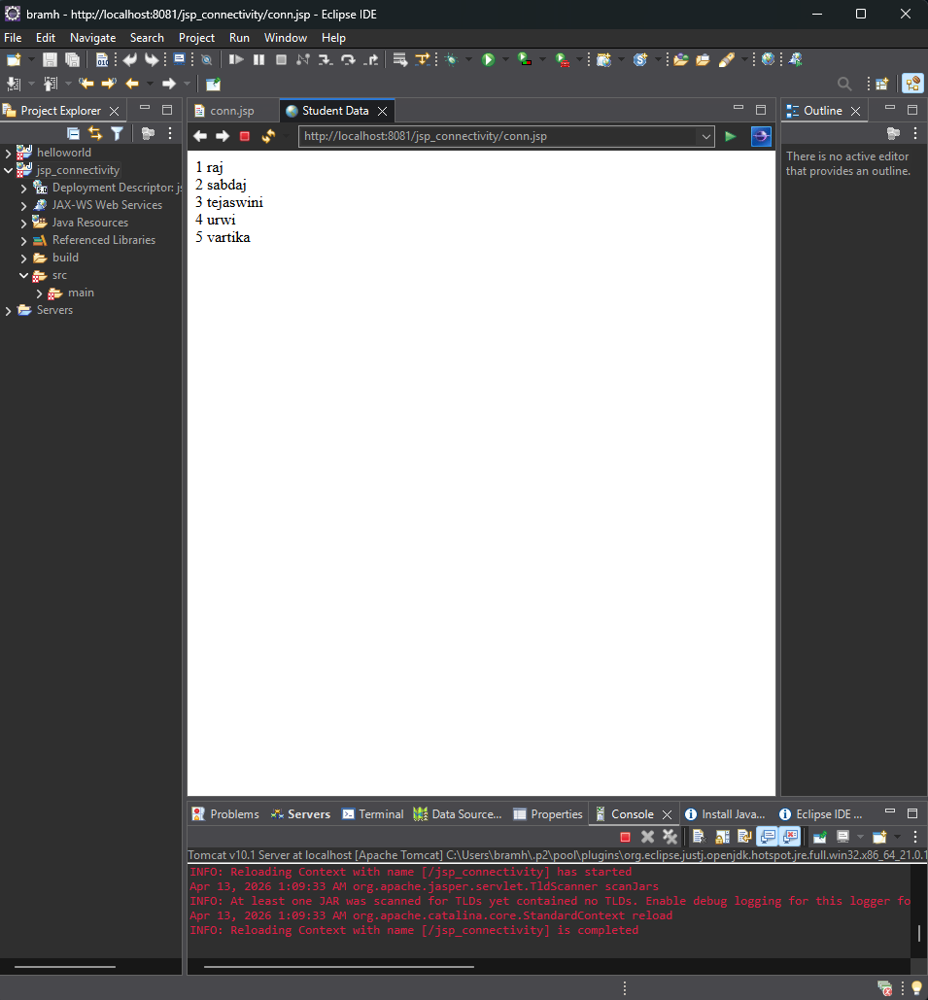 bramh - http://localhost:8081/jsp_connectivity/conn.jsp - Eclipse IDE
File Edit Navigate Search Project Run Window Help
Project Explorer
helloworld
jsp_connectivity
Deployment Descriptor: js
JAX-WS Web Services
Java Resources
Referenced Libraries
build
src
main
Servers
conn.jsp Student Data
http://localhost:8081/jsp_connectivity/conn.jsp
1 raj
2 sabdaj
3 tejaswini
4 urwi
5 vartika
Outline
There is no active editor
that provides an outline.
Problems Servers Terminal Data Source... Properties Console Install Java... Eclipse IDE ...
Tomcat v10.1 Server at localhost [Apache Tomcat] C:\Users\bramh\.p2\pool\plugins\org.eclipse.justj.openjdk.hotspot.jre.full.win32.x86_64_21.0.1
INFO: Reloading Context with name [/jsp_connectivity] has started
Apr 13, 2026 1:09:33 AM org.apache.jasper.servlet.TldScanner scanJars
INFO: At least one JAR was scanned for TLDs yet contained no TLDs. Enable debug logging for this logger fo
Apr 13, 2026 1:09:33 AM org.apache.catalina.core.StandardContext reload
INFO: Reloading Context with name [/jsp_connectivity] is completed